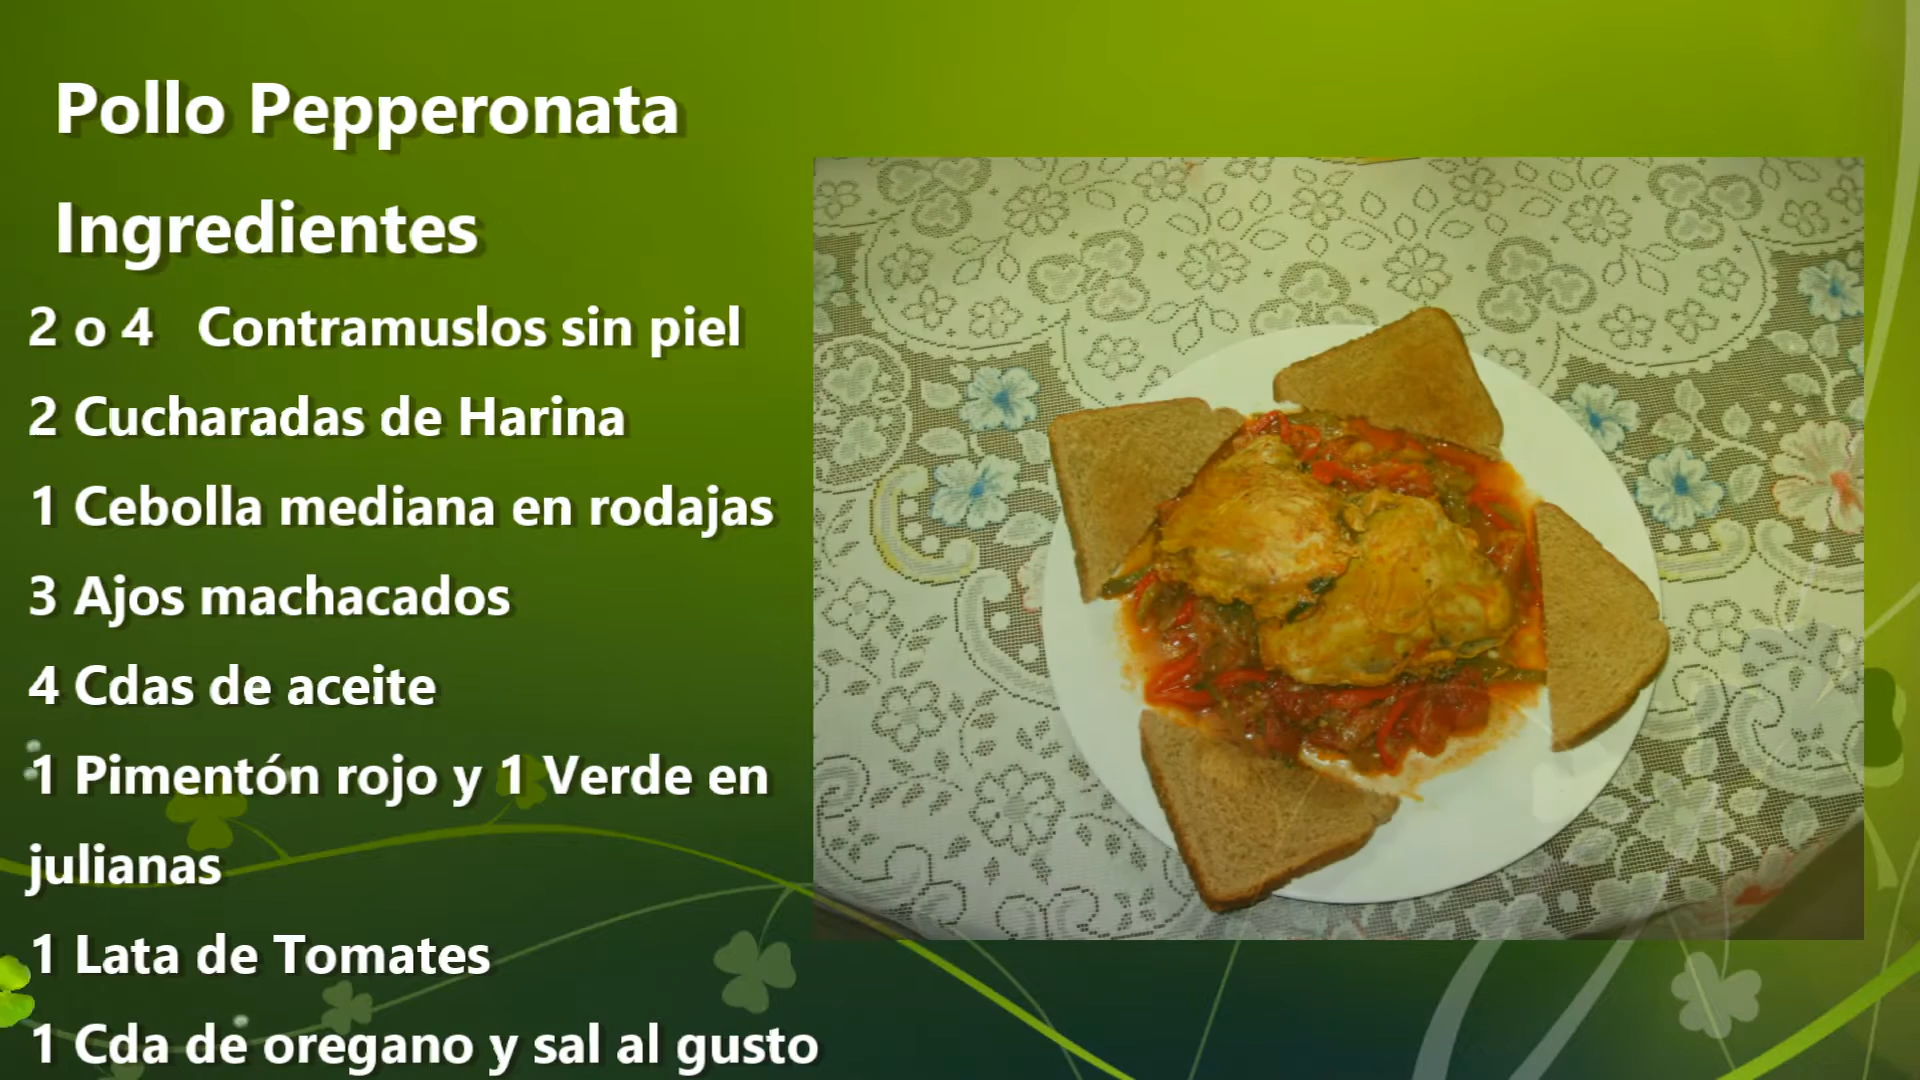 Pollo Pepperonata
Ingredientes
2 o 4 Contramuslos sin piel
2 Cucharadas de Harina
1 Cebolla mediana en rodajas
3 Ajos machacados
4 Cdas de aceite
1 Pimentón rojo y 1 Verde en
julianas
1 Lata de Tomates
1 Cda de oregano y sal al gusto